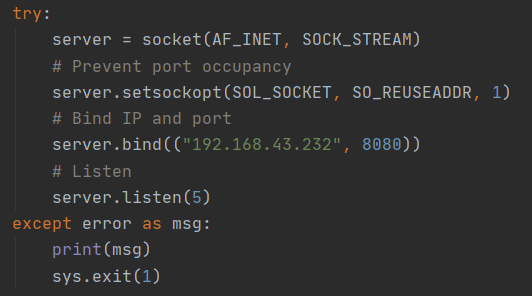 try:
    server = socket(AF_INET, SOCK_STREAM)
    # Prevent port occupancy
    server.setsockopt(SOL_SOCKET, SO_REUSEADDR, 1)
    # Bind IP and port
    server.bind(("192.168.43.232", 8080))
    # Listen
    server.listen(5)
except error as msg:
    print(msg)
    sys.exit(1)